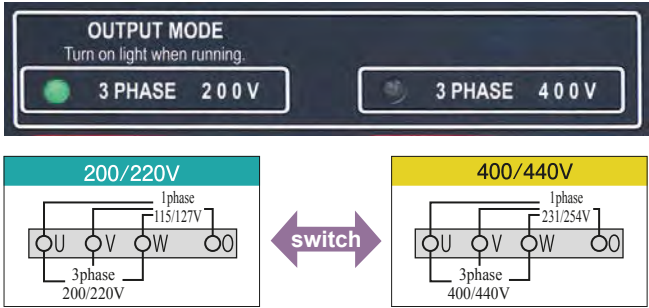 OUTPUT MODE
Turn on light when running.
3 PHASE 200V
3 PHASE 400V
200/220V
1phase
115/127V
U V W O
3phase
200/220V
switch
400/440V
1phase
231/254V
U V W O
3phase
400/440V